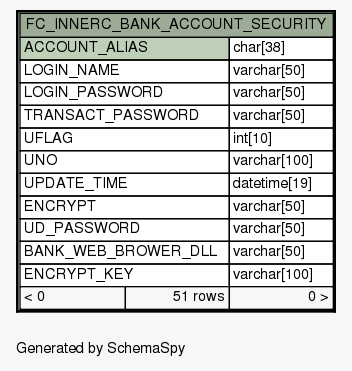 FC_INNERC_BANK_ACCOUNT_SECURITY
ACCOUNT_ALIAS char[38]
LOGIN_NAME varchar[50]
LOGIN_PASSWORD varchar[50]
TRANSACT_PASSWORD varchar[50]
UFLAG int[10]
UNO varchar[100]
UPDATE_TIME datetime[19]
ENCRYPT varchar[50]
UD_PASSWORD varchar[50]
BANK_WEB_BROWER_DLL varchar[50]
ENCRYPT_KEY varchar[100]
< 0 51 rows 0 >
Generated by SchemaSpy